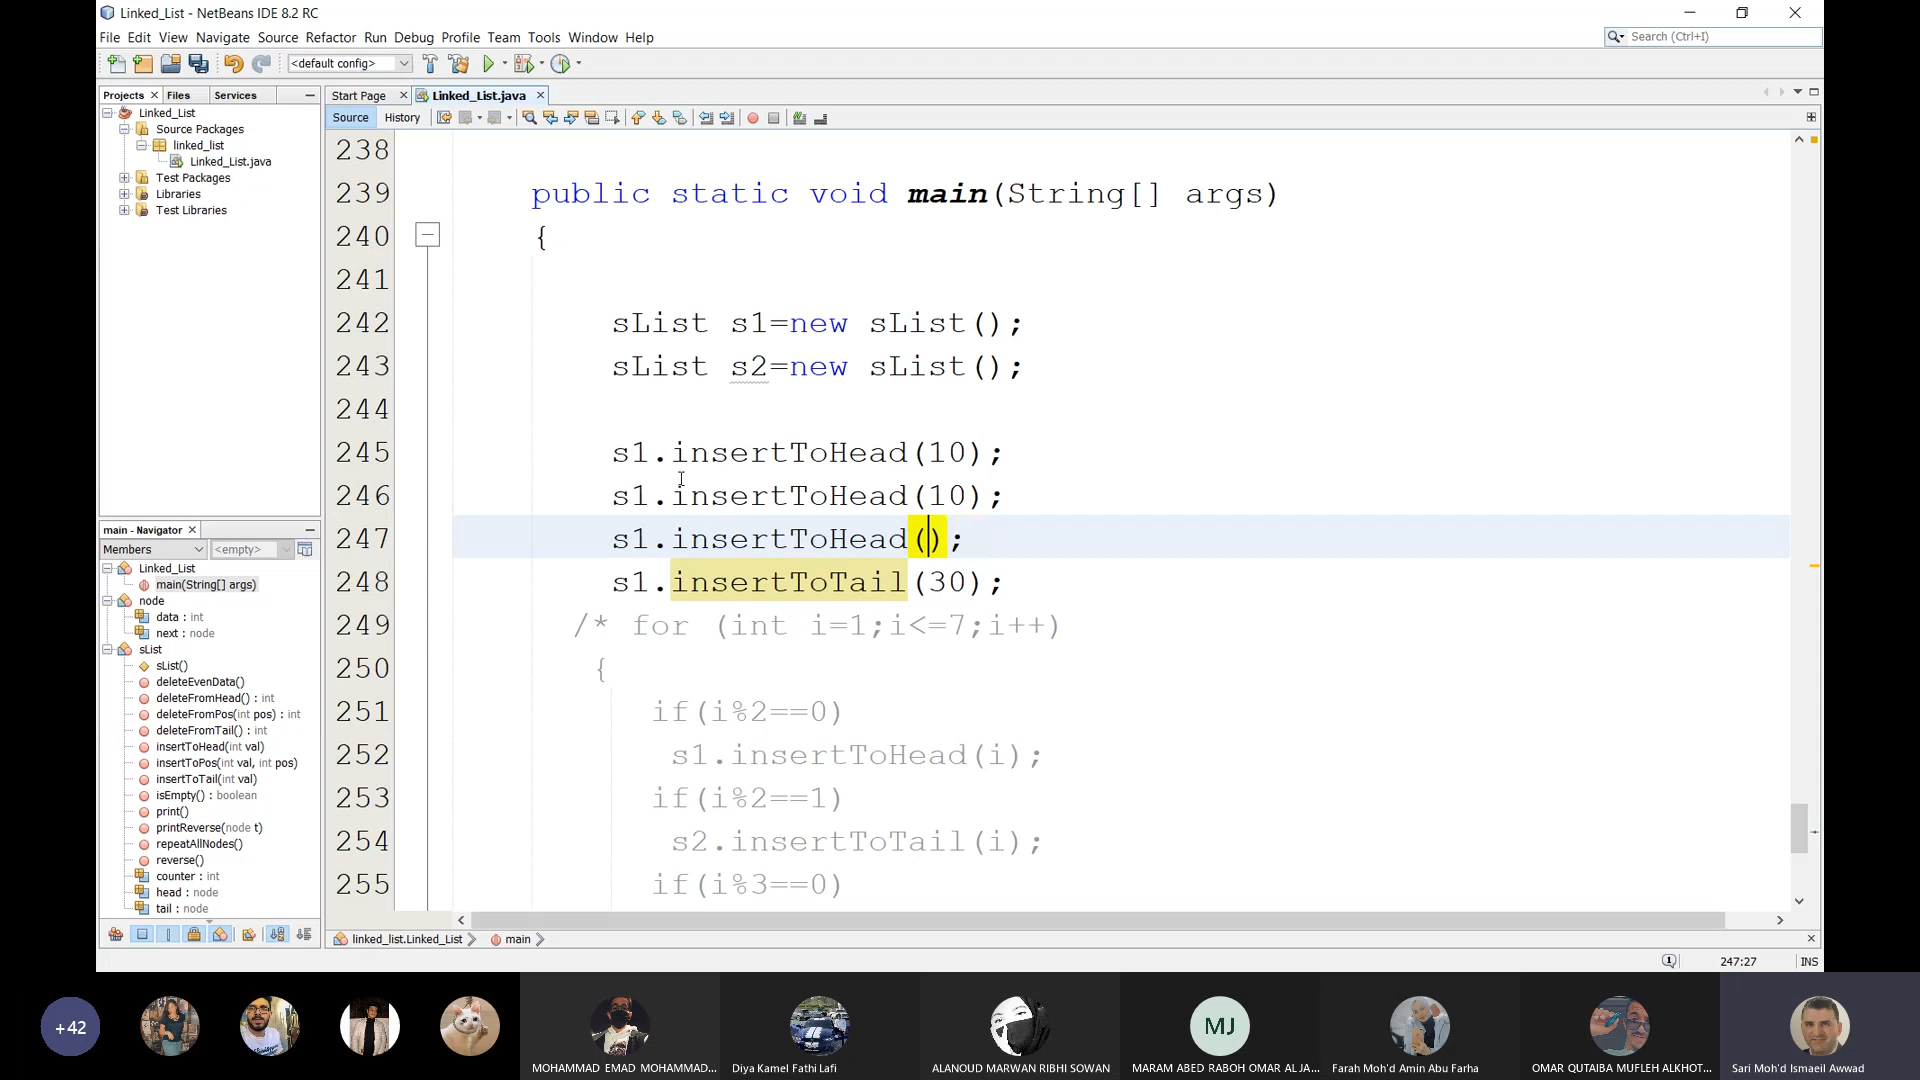 Linked_List - NetBeans IDE 8.2 RC
File Edit View Navigate Source Refactor Run Debug Profile Team Tools Window Help
Search (Ctrl+I)
<default config>
Projects Files Services
Start Page Linked_List.java
Source History
Linked_List
Source Packages
linked_list
Linked_List.java
Test Packages
Libraries
Test Libraries
main - Navigator
Members <empty>
Linked_List
main(String[] args)
node
data : int
next : node
sList
sList()
deleteEvenData()
deleteFromHead() : int
deleteFromPos(int pos) : int
deleteFromTail() : int
insertToHead(int val)
insertToPos(int val, int pos)
insertToTail(int val)
isEmpty() : boolean
print()
printReverse(node t)
repeatAllNodes()
reverse()
counter : int
head : node
tail : node
238
239 public static void main(String[] args)
240 {
241
242 sList s1=new sList();
243 sList s2=new sList();
244
245 s1.insertToHead(10);
246 s1.insertToHead(10);
247 s1.insertToHead();
248 s1.insertToTail(30);
249 /* for (int i=1;i<=7;i++)
250 {
251 if(i%2==0)
252 s1.insertToHead(i);
253 if(i%2==1)
254 s2.insertToTail(i);
255 if(i%3==0)
linked_list.Linked_List main
247:27 INS
+42
MJ
MOHAMMAD EMAD MOHAMMAD...
Diya Kamel Fathi Lafi
ALANOUD MARWAN RIBHI SOWAN
MARAM ABED RABOH OMAR AL JA...
Farah Moh'd Amin Abu Farha
OMAR QUTAIBA MUFLEH ALKHOT...
Sari Moh'd Ismaeil Awwad